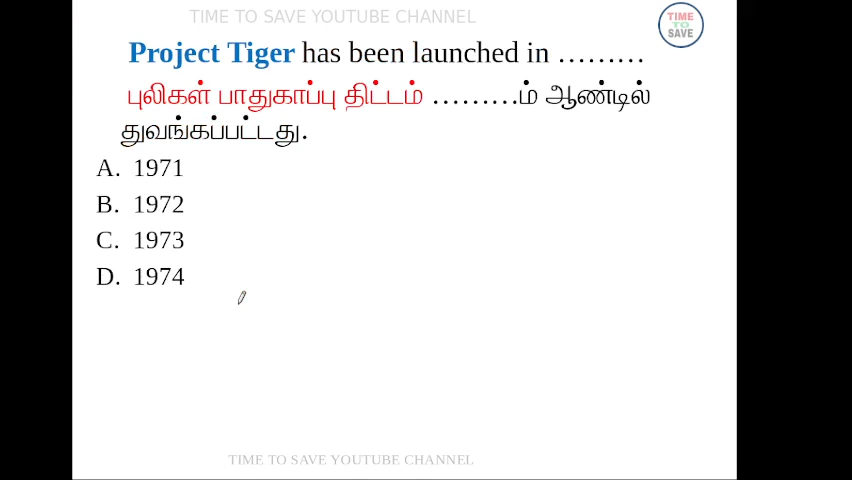 TIME TO SAVE YOUTUBE CHANNEL
TIME
TO
SAVE
Project Tiger has been launched in ………
புலிகள் பாதுகாப்பு திட்டம் ………ம் ஆண்டில்
துவங்கப்பட்டது.
A. 1971
B. 1972
C. 1973
D. 1974
TIME TO SAVE YOUTUBE CHANNEL